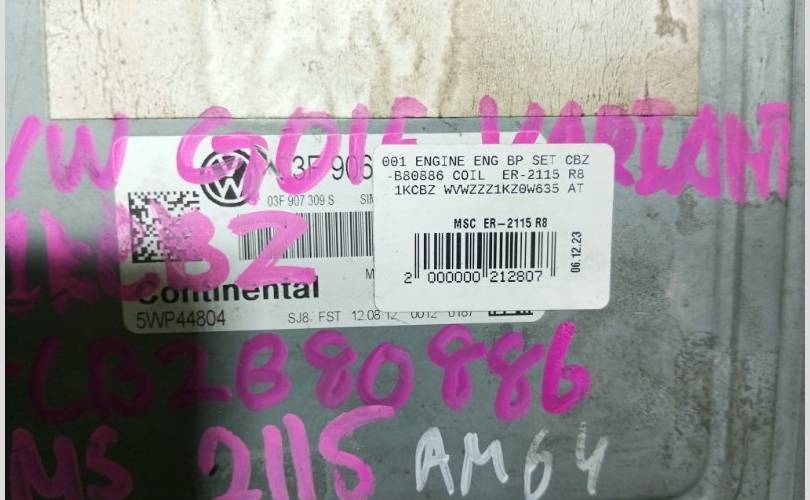 VW GOLF VARIANT
03F 906
03F 907 309 S SIM
1KCBZ
Continental
5WP44804 SJ8- FST 12.08.12 0012 0187
001 ENGINE ENG BP SET CBZ
-B80886 COIL ER-2115 R8
1KCBZ WVWZZZ1KZ0W635 AT
MSC ER-2115 R8
2 000000 212807
06.12.23
CBZB80886
MS 2115 AM64